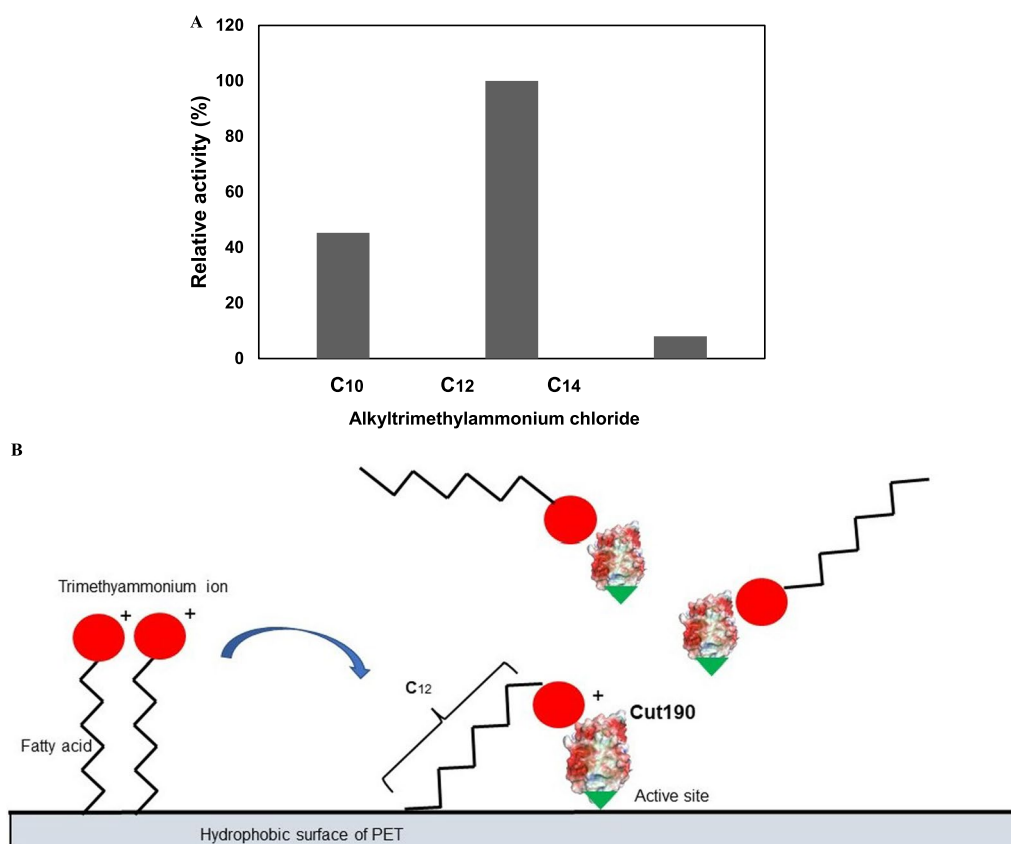 A
120
100
80
60
40
20
0
Relative activity (%)
C10 C12 C14
Alkyltrimethylammonium chloride
B
Trimethyammonium ion
+ +
Fatty acid
C12
+
Cut190
Active site
Hydrophobic surface of PET